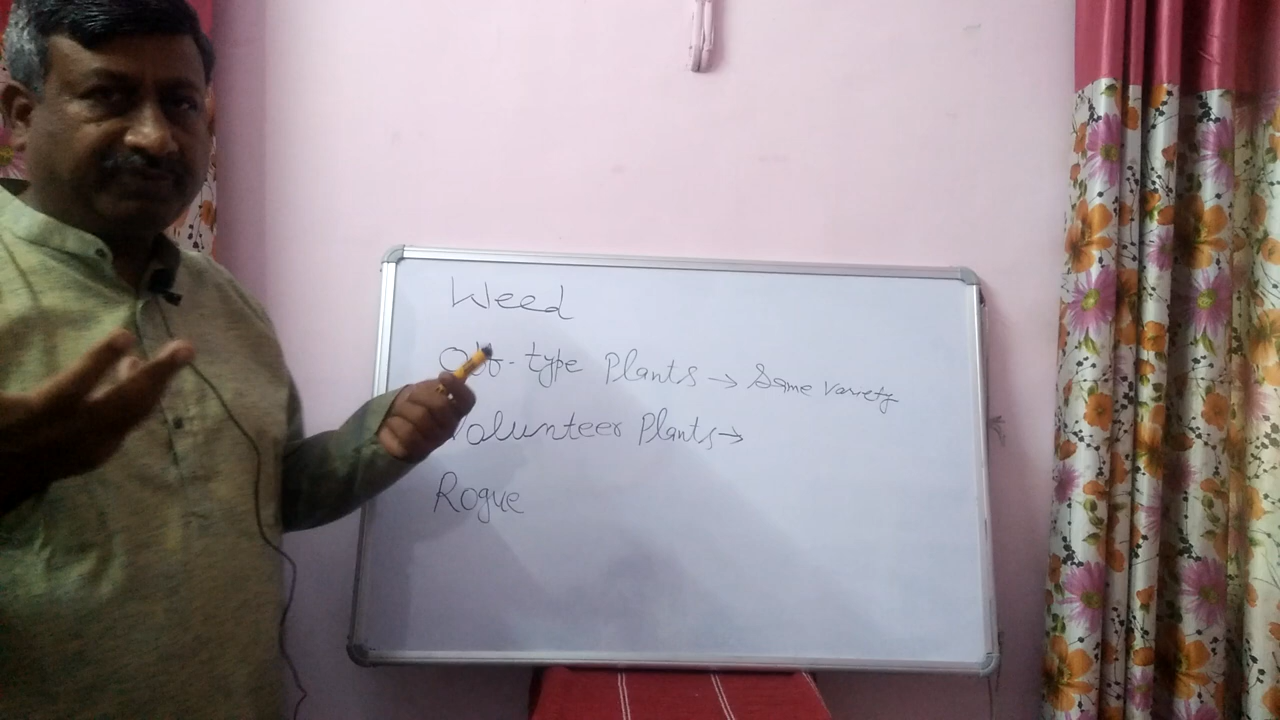 Weed
Off-type Plants → Same Variety
Volunteer Plants →
Rogue